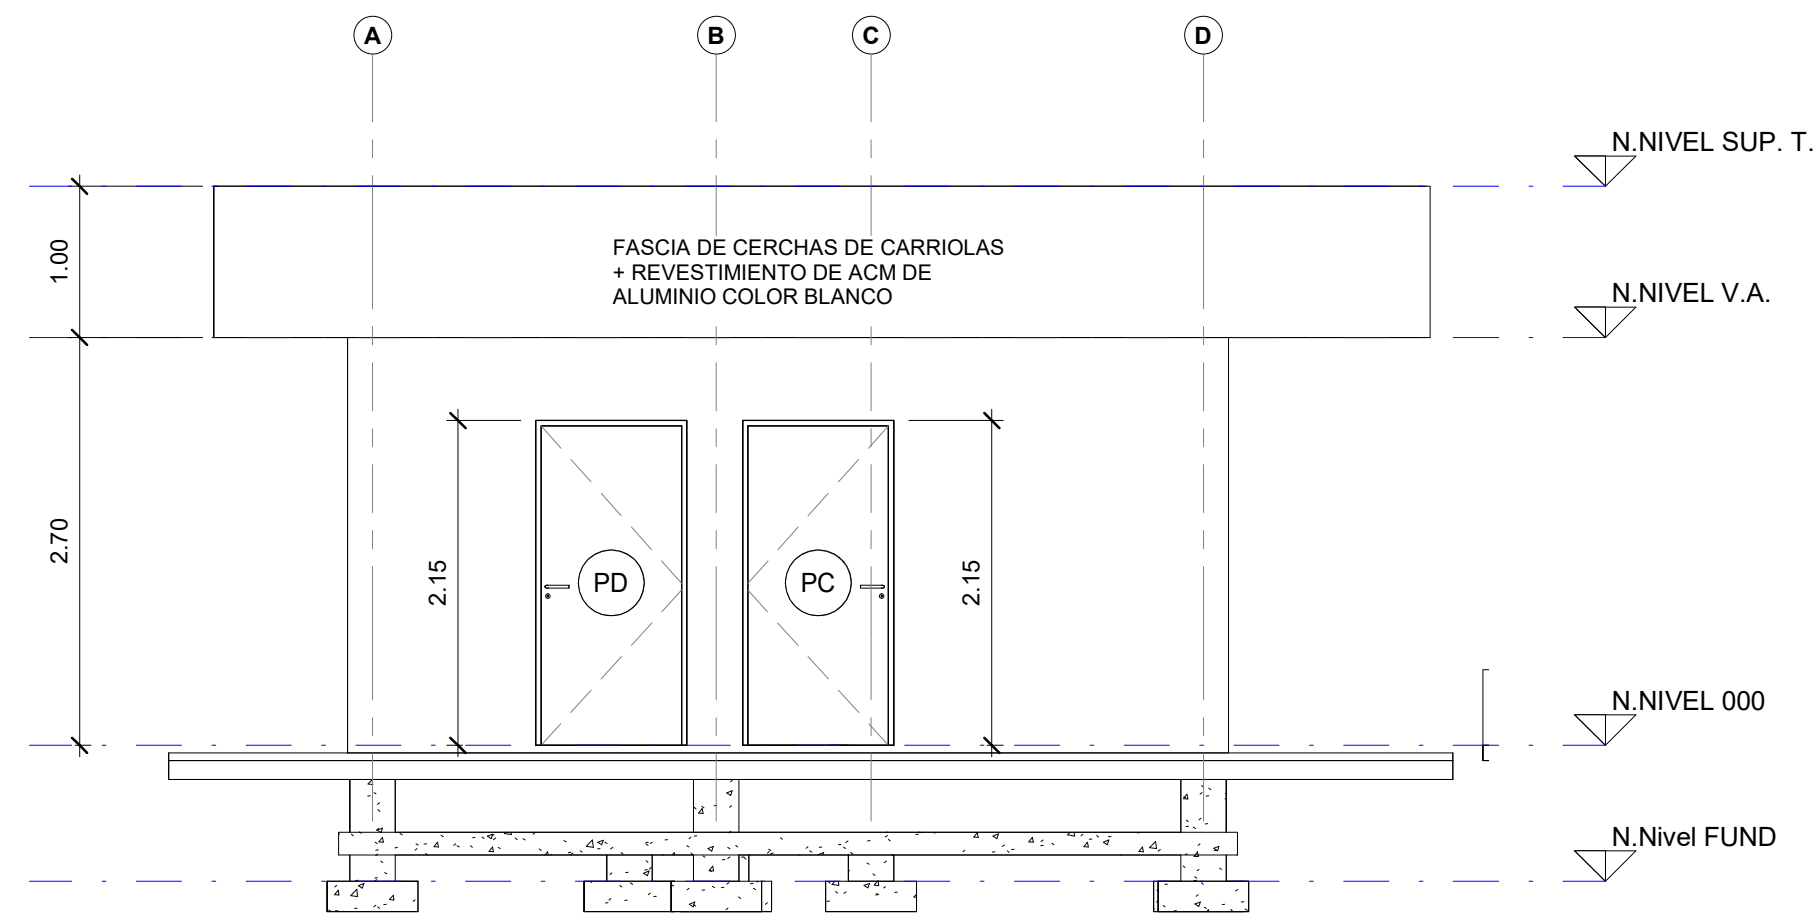 A
B
C
D
N.NIVEL SUP. T.
1.00
FASCIA DE CERCHAS DE CARRIOLAS
+ REVESTIMIENTO DE ACM DE
ALUMINIO COLOR BLANCO
N.NIVEL V.A.
2.70
2.15
PD
PC
2.15
N.NIVEL 000
N.Nivel FUND